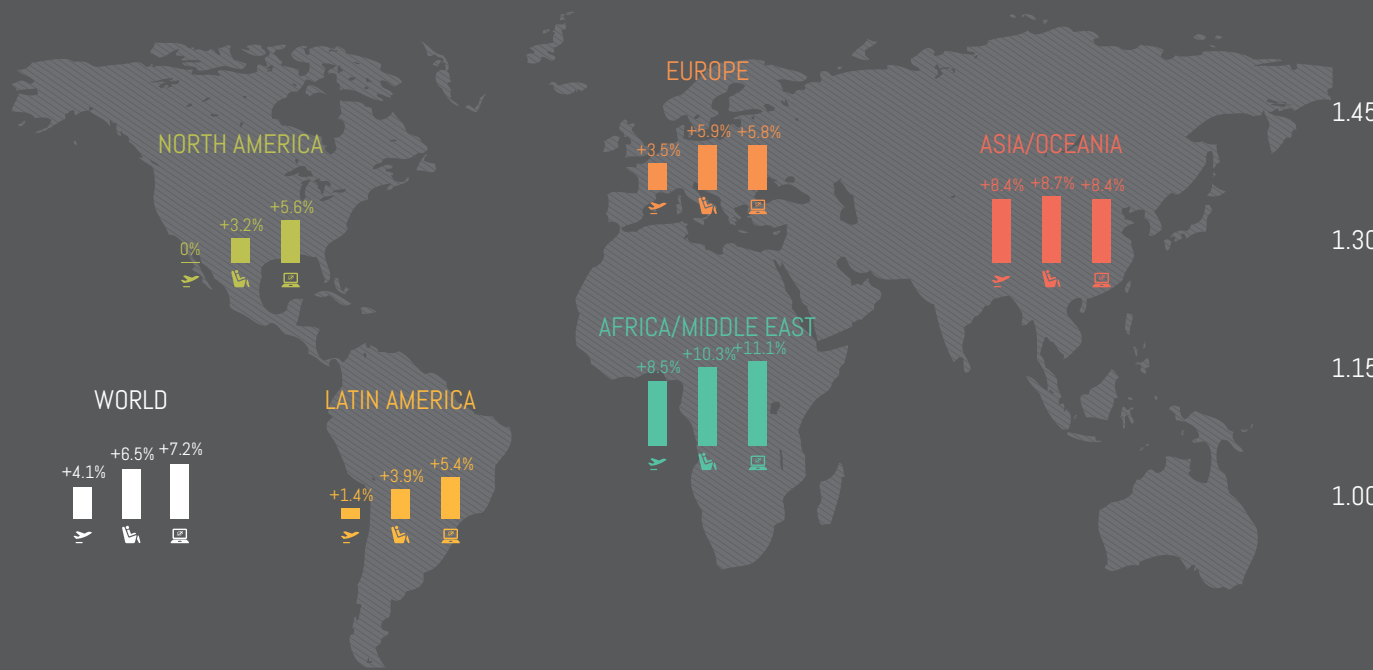 EUROPE
+3.5% +5.9% +5.8%
NORTH AMERICA
0% +3.2% +5.6%
ASIA/OCEANIA
+8.4% +8.7% +8.4%
AFRICA/MIDDLE EAST
+8.5% +10.3% +11.1%
WORLD
+4.1% +6.5% +7.2%
LATIN AMERICA
+1.4% +3.9% +5.4%
1.45
1.30
1.15
1.00